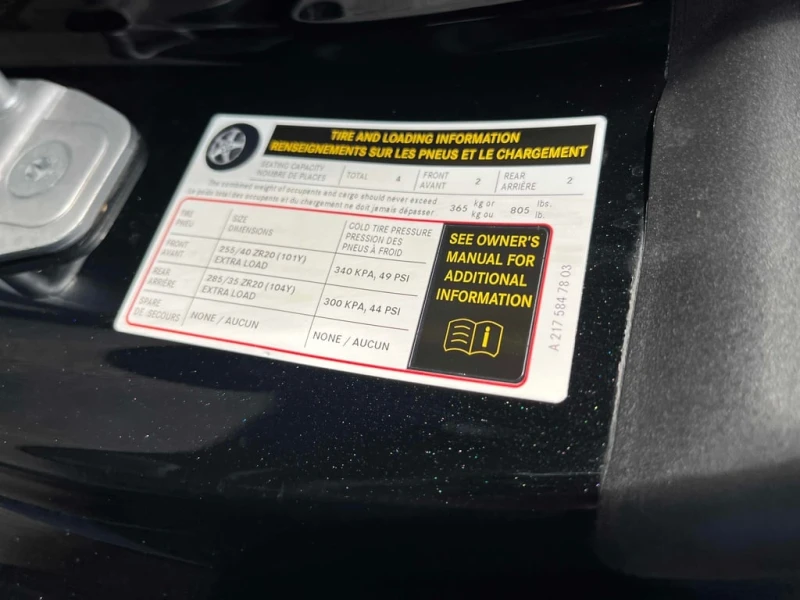 TIRE AND LOADING INFORMATION
RENSEIGNEMENTS SUR LES PNEUS ET LE CHARGEMENT
SEATING CAPACITY
NOMBRE DE PLACES
TOTAL 4
FRONT
AVANT 2
REAR
ARRIÈRE 2
The combined weight of occupants and cargo should never exceed
Le poids total des occupants et du chargement ne doit jamais dépasser
365 kg or
kg ou
805 lbs.
lb.
TIRE
PNEU
SIZE
DIMENSIONS
COLD TIRE PRESSURE
PRESSION DES
PNEUS À FROID
FRONT
AVANT
255/40 ZR20 (101Y)
EXTRA LOAD
340 KPA, 49 PSI
REAR
ARRIÈRE
285/35 ZR20 (104Y)
EXTRA LOAD
300 KPA, 44 PSI
SPARE
DE SECOURS
NONE / AUCUN
NONE / AUCUN
SEE OWNER'S
MANUAL FOR
ADDITIONAL
INFORMATION
A 217 584 78 03